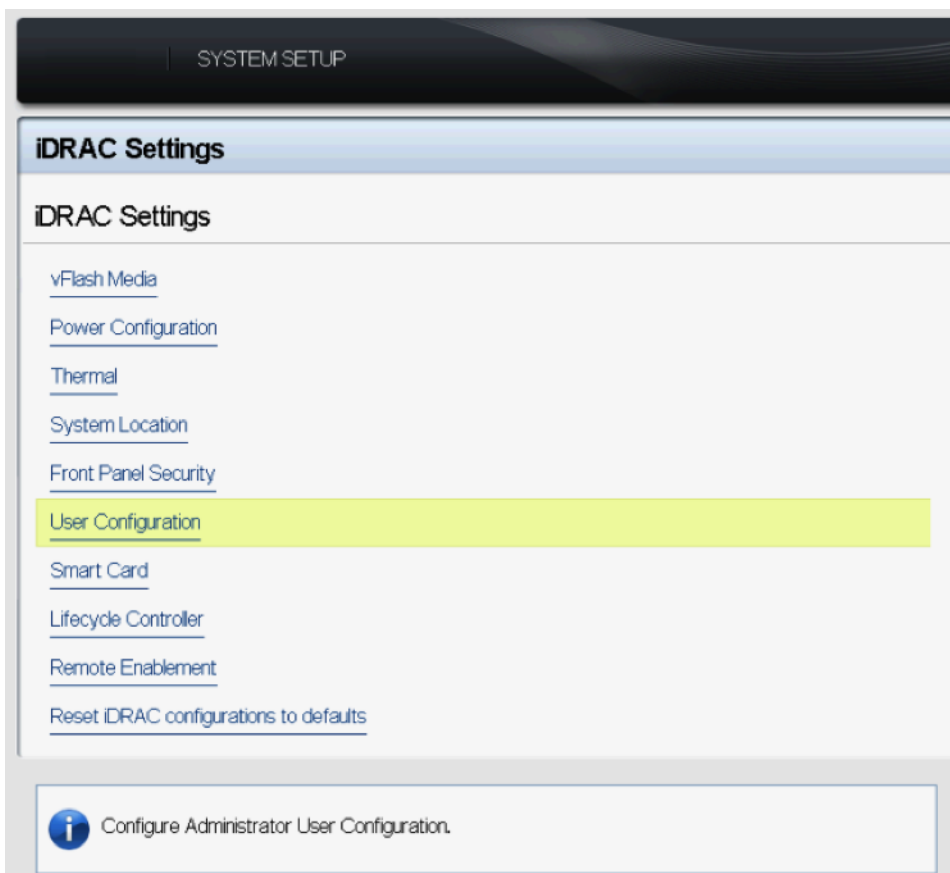 SYSTEM SETUP
iDRAC Settings
iDRAC Settings
vFlash Media
Power Configuration
Thermal
System Location
Front Panel Security
User Configuration
Smart Card
Lifecycle Controller
Remote Enablement
Reset iDRAC configurations to defaults
Configure Administrator User Configuration.